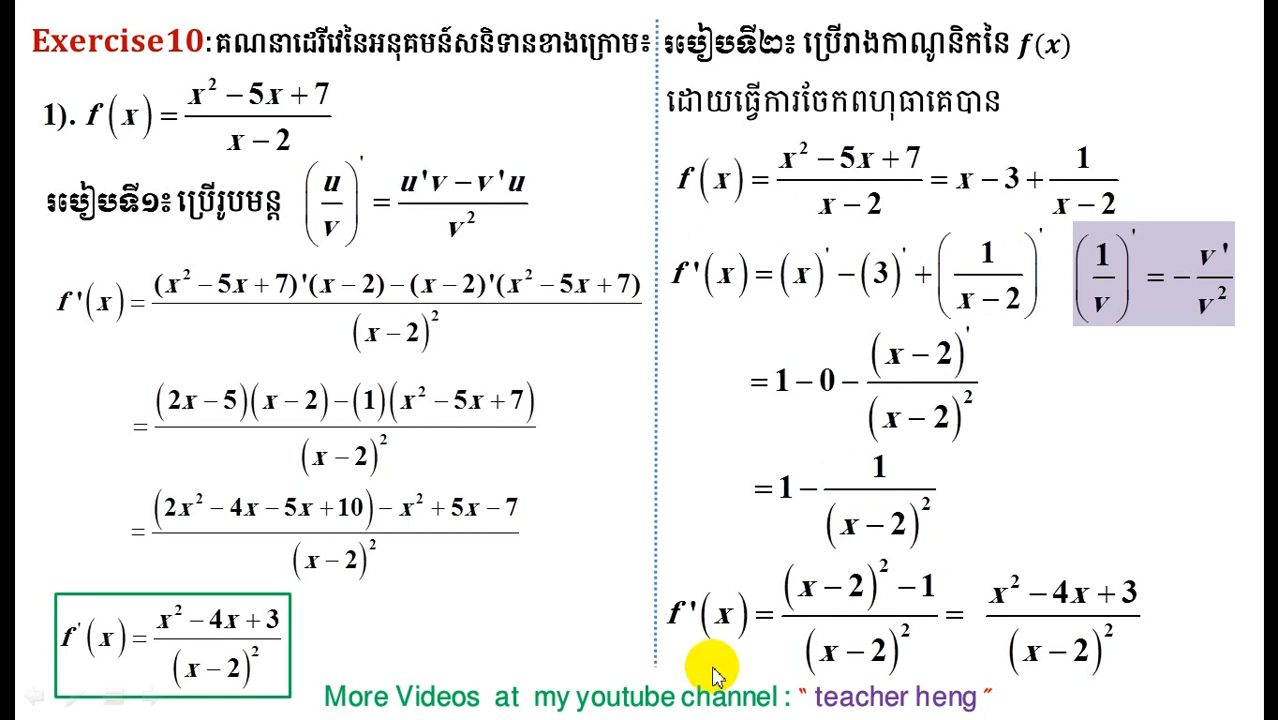 Exercise10:គណនាដេរីវេនៃអនុគមន៍សនិទានខាងក្រោម៖
1). f(x) = (x² − 5x + 7)/(x − 2)
របៀបទី១៖ ប្រើរូបមន្ត (u/v)' = (u'v − v'u)/v²
f'(x) = ((x² − 5x + 7)'(x − 2) − (x − 2)'(x² − 5x + 7))/(x − 2)²
= ((2x − 5)(x − 2) − (1)(x² − 5x + 7))/(x − 2)²
= ((2x² − 4x − 5x + 10) − x² + 5x − 7)/(x − 2)²
f'(x) = (x² − 4x + 3)/(x − 2)²
របៀបទី២៖ ប្រើរាងកាណូនិកនៃ f(x)
ដោយធ្វើការចែកពហុធាគេបាន
f(x) = (x² − 5x + 7)/(x − 2) = x − 3 + 1/(x − 2)
f'(x) = (x)' − (3)' + (1/(x − 2))' (1/v)' = − v'/v²
= 1 − 0 − (x − 2)'/(x − 2)²
= 1 − 1/(x − 2)²
f'(x) = ((x − 2)² − 1)/(x − 2)² = (x² − 4x + 3)/(x − 2)²
More Videos at my youtube channel : “ teacher heng ”